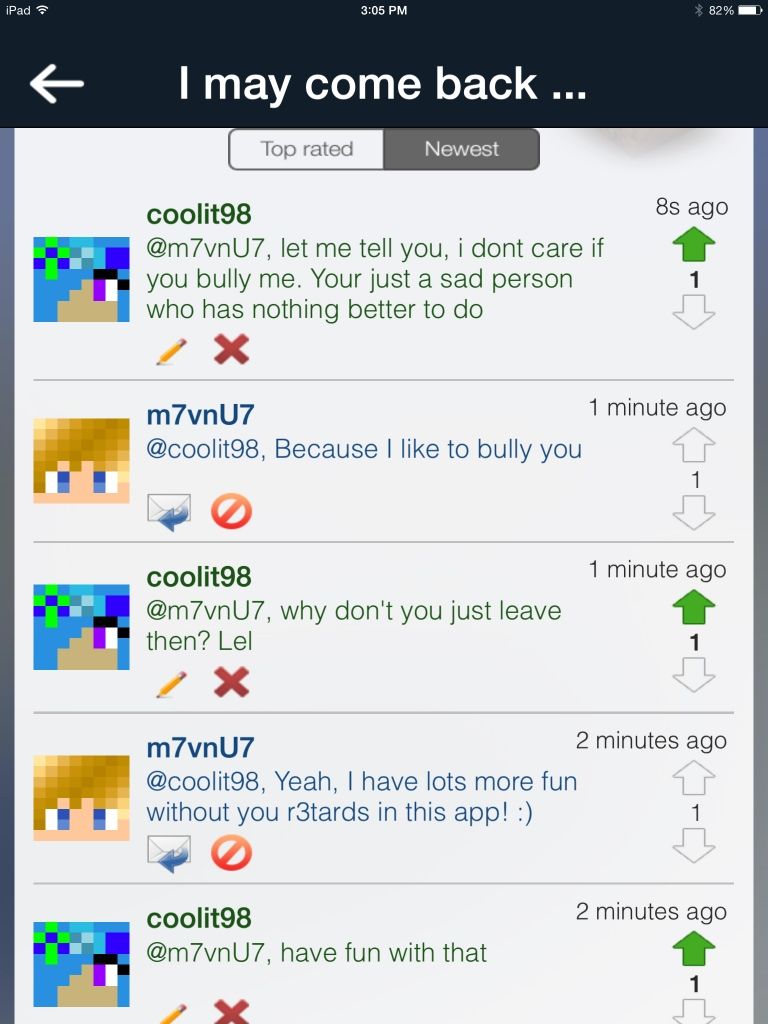 iPad 3:05 PM 82%
I may come back ...
Top rated Newest
coolit98 8s ago
@m7vnU7, let me tell you, i dont care if
you bully me. Your just a sad person
who has nothing better to do
1
m7vnU7 1 minute ago
@coolit98, Because I like to bully you
1
coolit98 1 minute ago
@m7vnU7, why don't you just leave
then? Lel
1
m7vnU7 2 minutes ago
@coolit98, Yeah, I have lots more fun
without you r3tards in this app! :)
1
coolit98 2 minutes ago
@m7vnU7, have fun with that
1